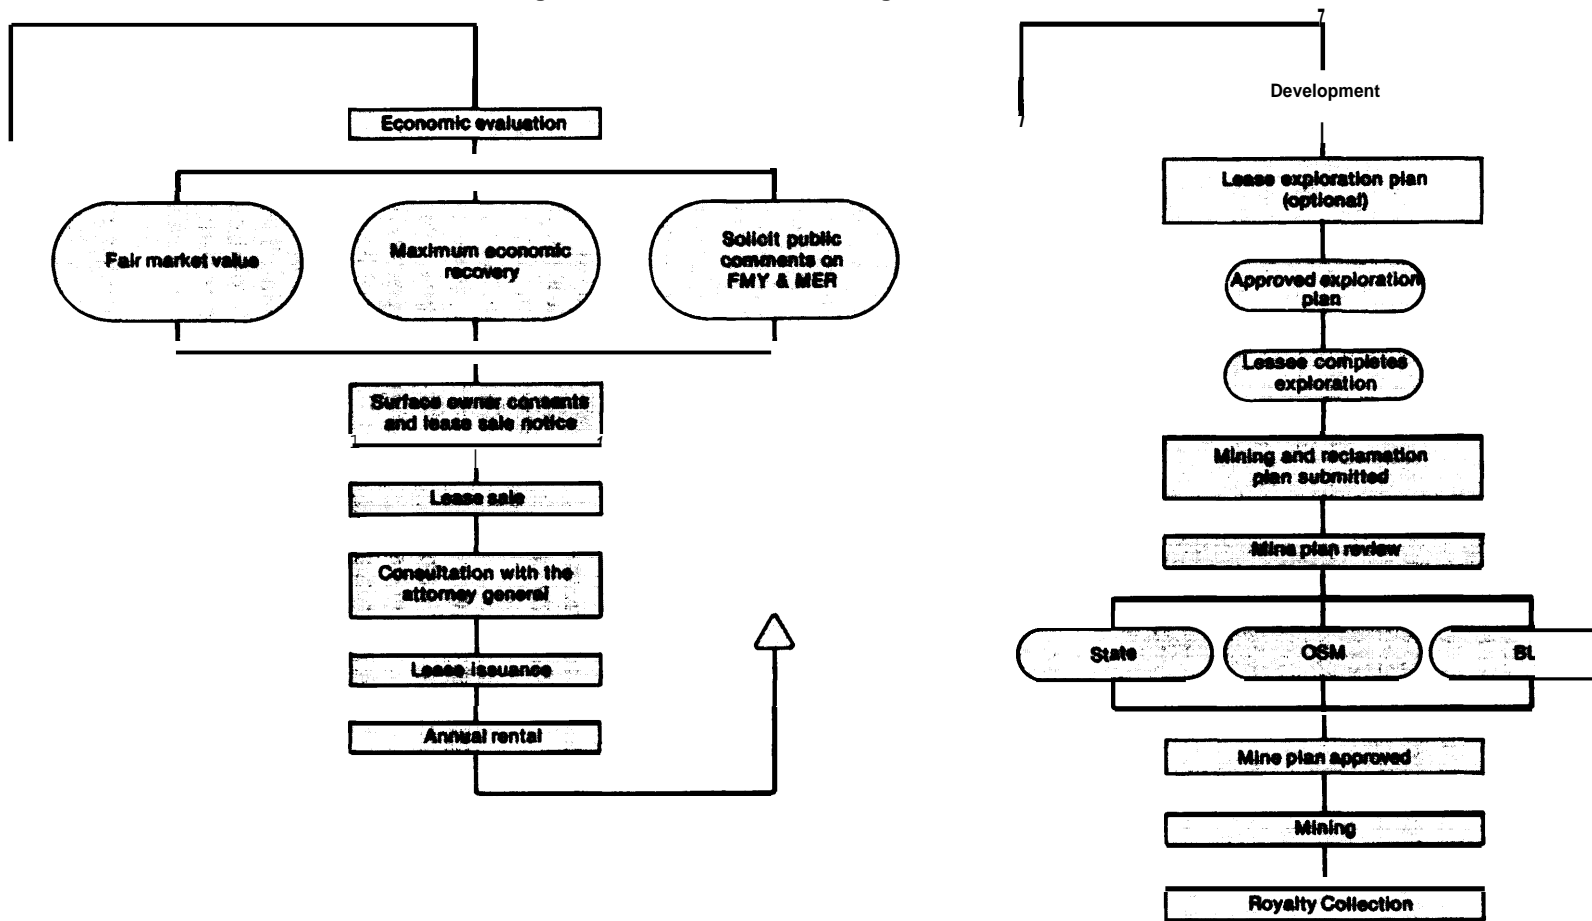 Economic evaluation
Fair market value
Maximum economic
recovery
Solicit public
comments on
FMY & MER
Surface owner consents
and lease sale notice
Lease sale
Consultation with the
attorney general
Lease issuance
Annual rental
7
Development
7
Lease exploration plan
(optional)
Approved exploration
plan
Lessee completes
exploration
Mining and reclamation
plan submitted
Mine plan review
State
OSM
BL
Mine plan approved
Mining
Royalty Collection